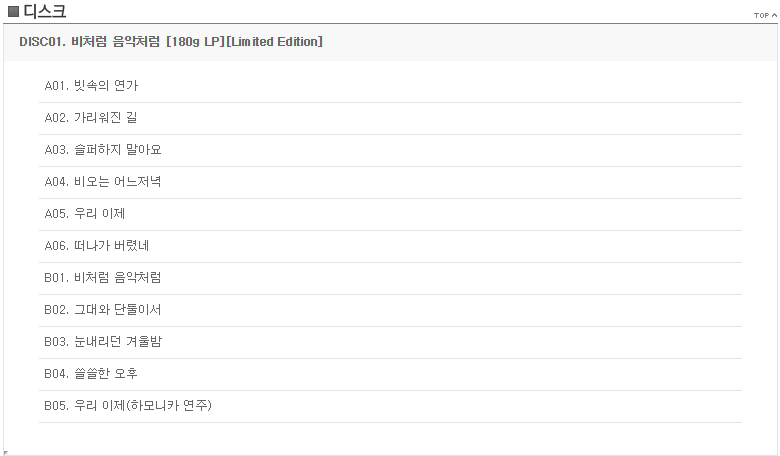 디스크
TOP
DISC01. 비처럼 음악처럼 [180g LP][Limited Edition]
A01. 빗속의 연가
A02. 가리워진 길
A03. 슬퍼하지 말아요
A04. 비오는 어느저녁
A05. 우리 이제
A06. 떠나가 버렸네
B01. 비처럼 음악처럼
B02. 그대와 단둘이서
B03. 눈내리던 겨울밤
B04. 쓸쓸한 오후
B05. 우리 이제(하모니카 연주)